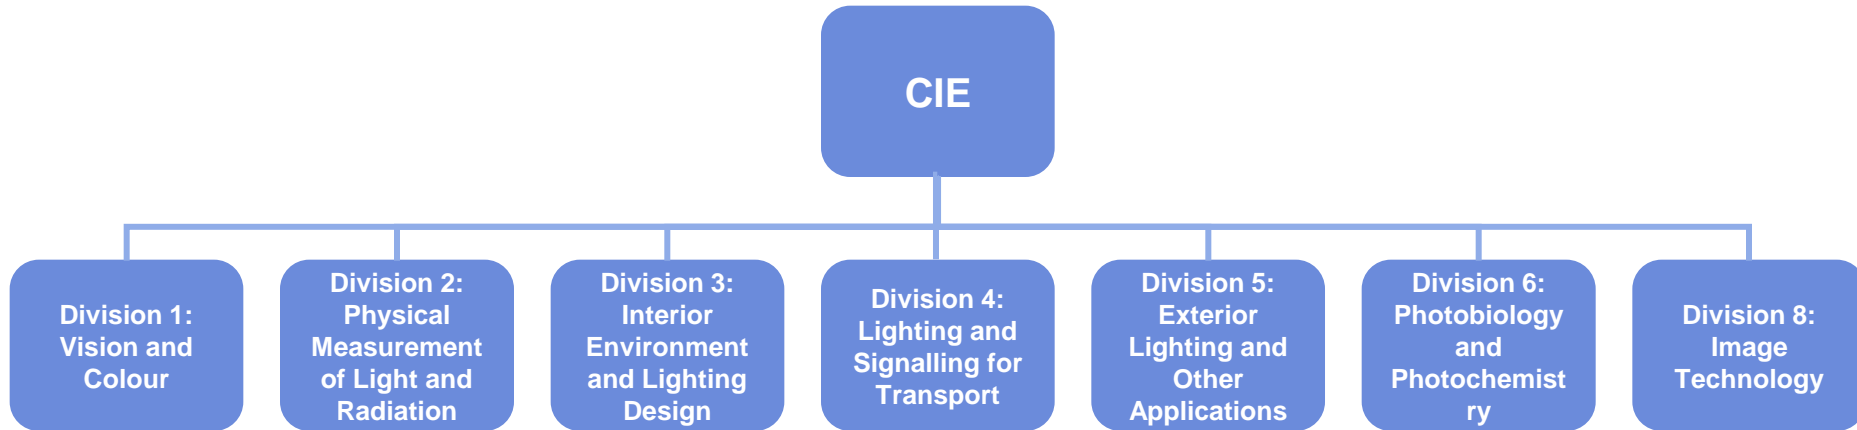 CIE
Division 1:
Vision and
Colour
Division 2:
Physical
Measurement
of Light and
Radiation
Division 3:
Interior
Environment
and Lighting
Design
Division 4:
Lighting and
Signalling for
Transport
Division 5:
Exterior
Lighting and
Other
Applications
Division 6:
Photobiology
and
Photochemist
ry
Division 8:
Image
Technology